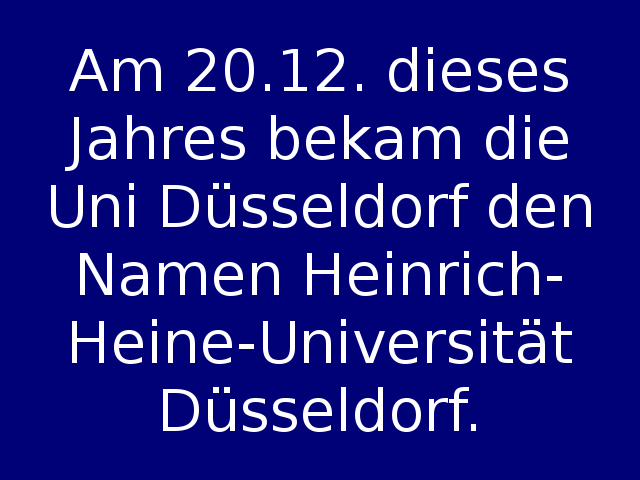 Am 20.12. dieses
Jahres bekam die
Uni Düsseldorf den
Namen Heinrich-
Heine-Universität
Düsseldorf.